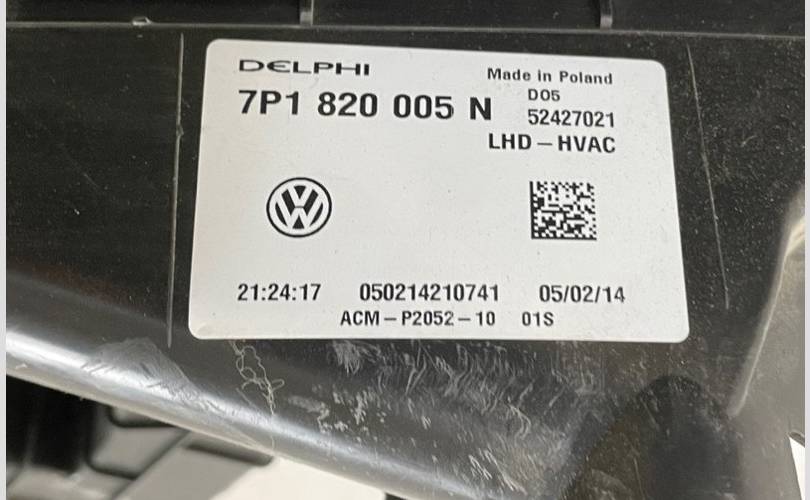 DELPHI
Made in Poland
7P1 820 005 N
D05
52427021
LHD-HVAC
21:24:17 050214210741 05/02/14
ACM-P2052-10 01S